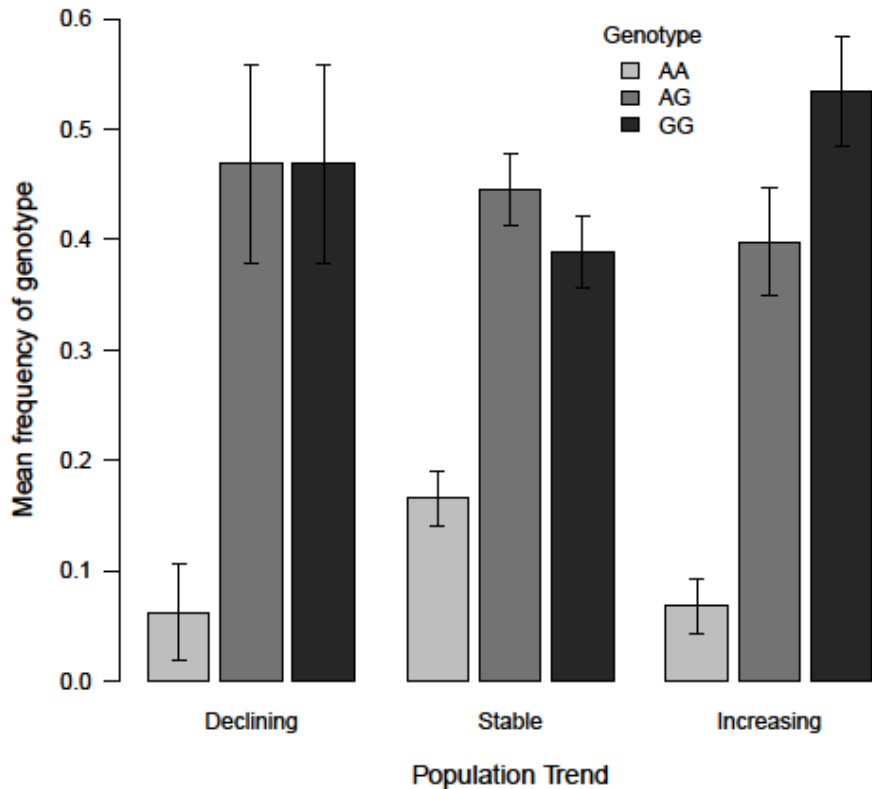 Genotype
AA
AG
GG
Mean frequency of genotype
0.6
0.5
0.4
0.3
0.2
0.1
0.0
Declining Stable Increasing
Population Trend